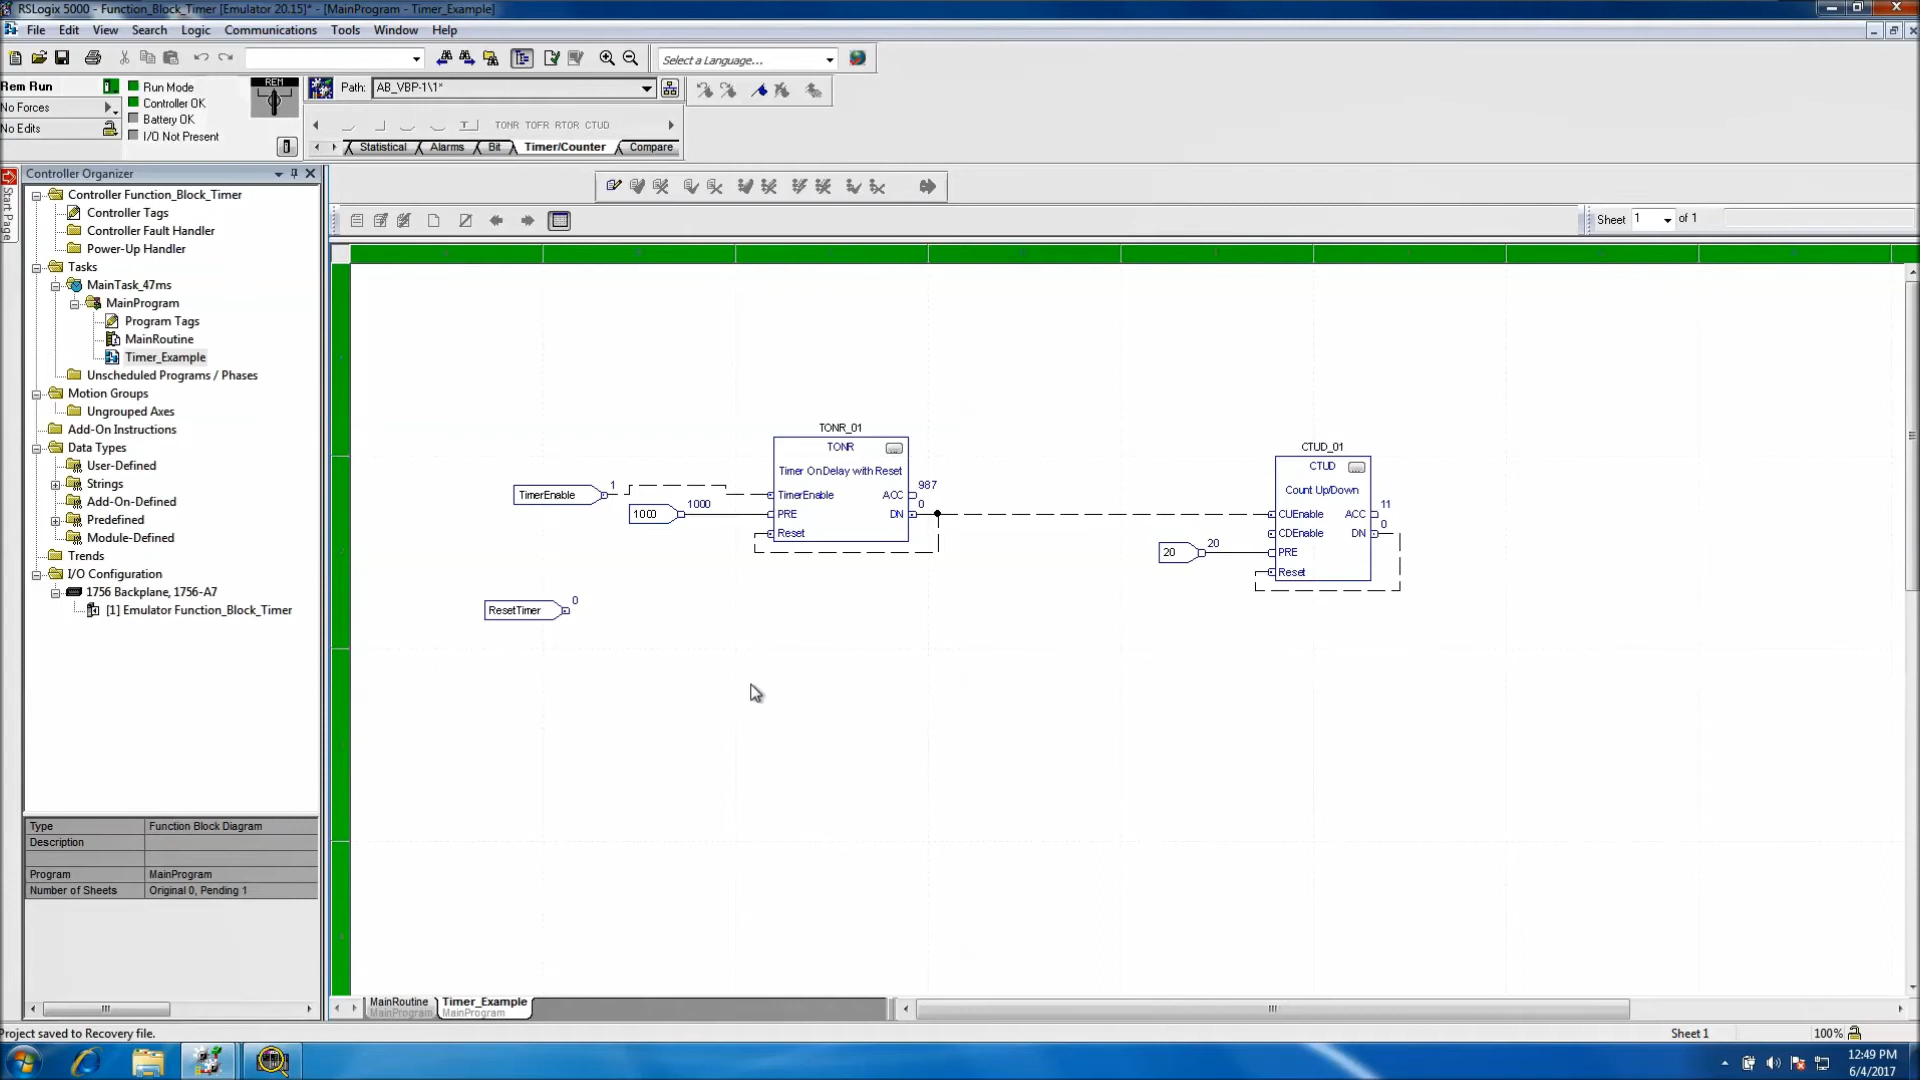 RSLogix 5000 - Function_Block_Timer [Emulator 20.15]* - [MainProgram - Timer_Example]
File Edit View Search Logic Communications Tools Window Help
Select a Language...
Rem Run
No Forces
No Edits
Run Mode
Controller OK
Battery OK
I/O Not Present
REM
Path: AB_VBP-1\1*
TONR TOFR RTOR CTUD
Statistical Alarms Bit Timer/Counter Compare
Start Page
Controller Organizer
Controller Function_Block_Timer
Controller Tags
Controller Fault Handler
Power-Up Handler
Tasks
MainTask_47ms
MainProgram
Program Tags
MainRoutine
Timer_Example
Unscheduled Programs / Phases
Motion Groups
Ungrouped Axes
Add-On Instructions
Data Types
User-Defined
Strings
Add-On-Defined
Predefined
Module-Defined
Trends
I/O Configuration
1756 Backplane, 1756-A7
[1] Emulator Function_Block_Timer
Type Function Block Diagram
Description
Program MainProgram
Number of Sheets Original 0, Pending 1
Sheet 1 of 1
TONR_01
TONR
Timer OnDelay with Reset
TimerEnable 1
TimerEnable ACC 987
1000 1000
PRE DN 0
Reset
ResetTimer 0
CTUD_01
CTUD
Count Up/Down
CUEnable ACC 11
CDEnable DN 0
20 20
PRE
Reset
MainRoutine
MainProgram
Timer_Example
MainProgram
Project saved to Recovery file.
Sheet 1
100%
12:49 PM
6/4/2017